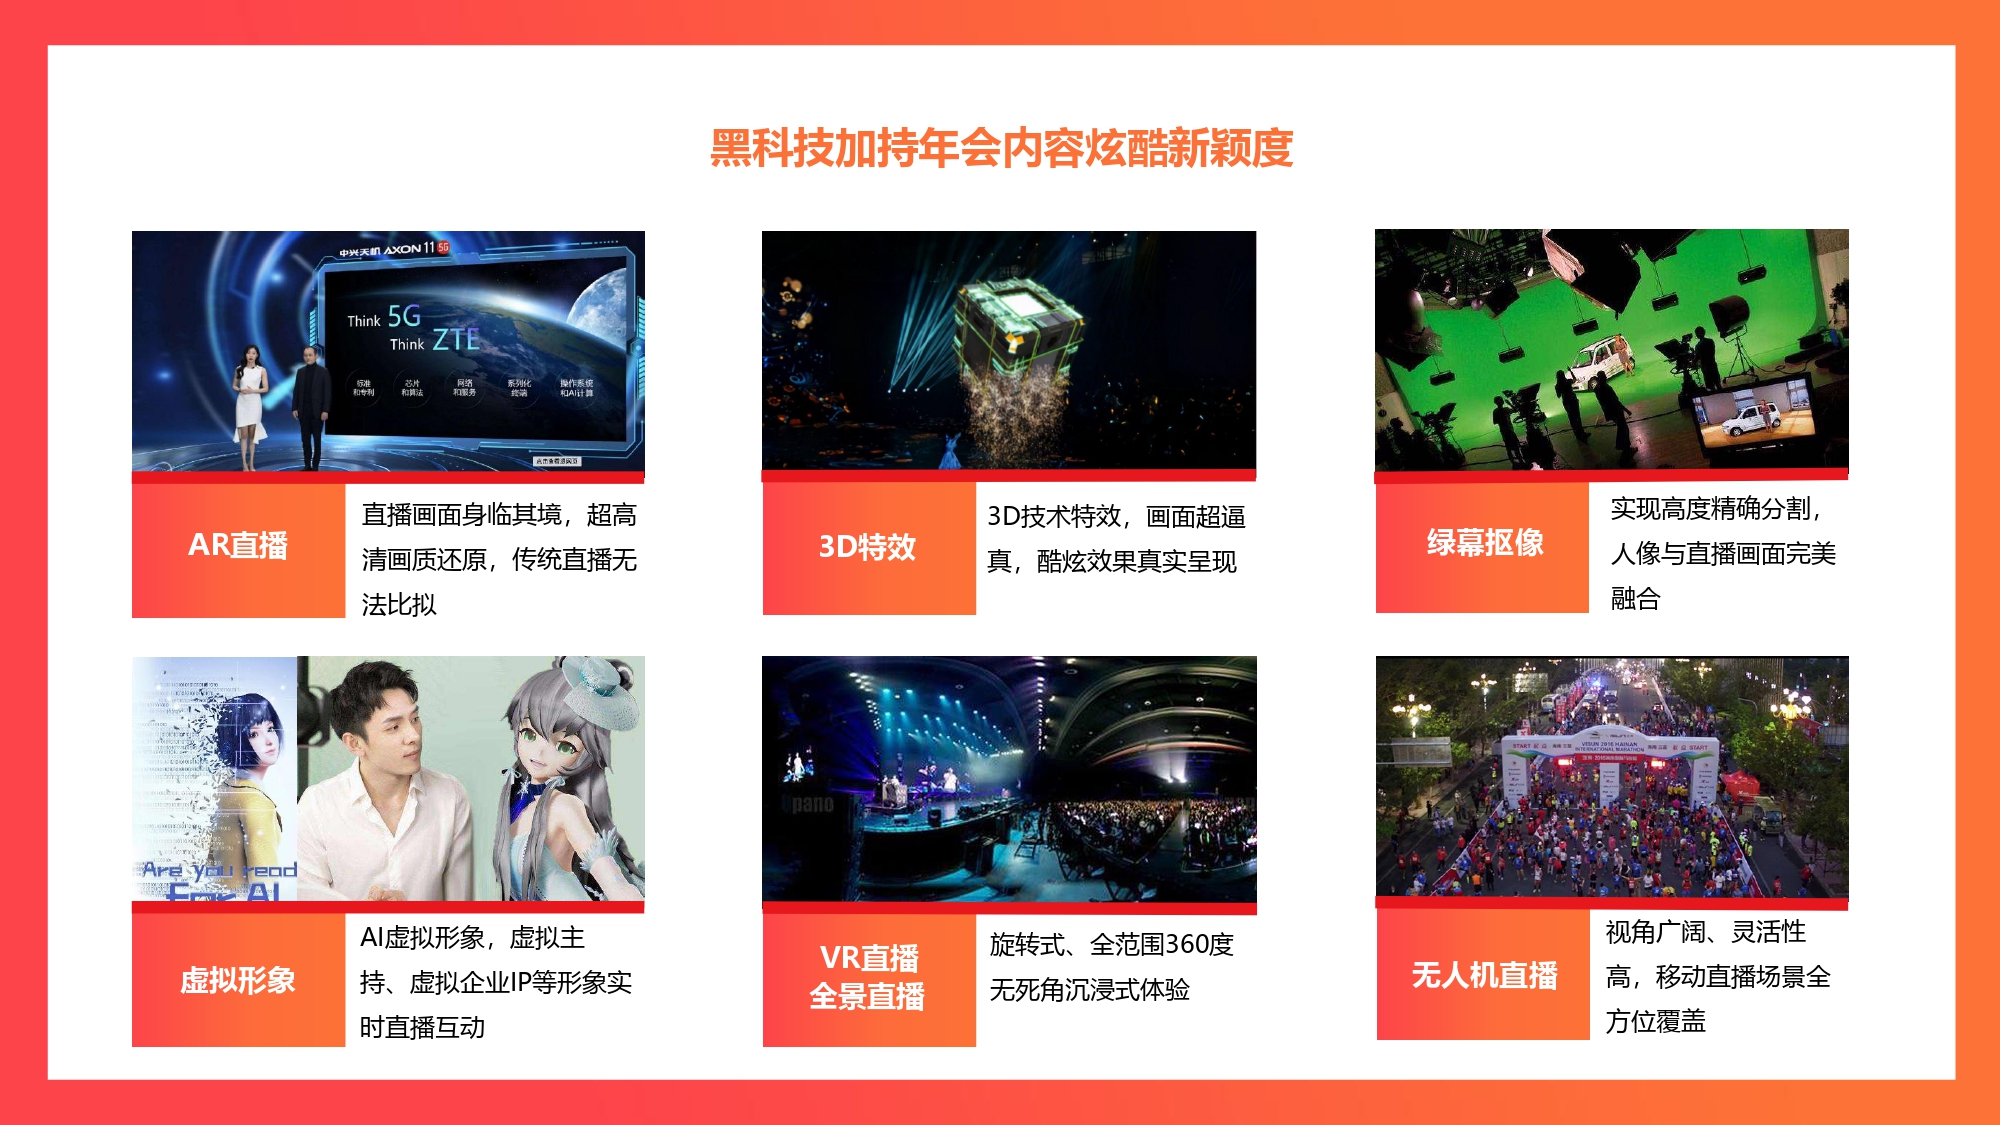 黑科技加持年会内容炫酷新颖度
中兴天机 AXON 11 5G
Think 5G
Think ZTE
标准 芯片 网络 系列化 操作系统
和专利 和算法 和服务 终端 和AI计算
AR直播
直播画面身临其境，超高
清画质还原，传统直播无
法比拟
3D特效
3D技术特效，画面超逼
真，酷炫效果真实呈现
绿幕抠像
实现高度精确分割，
人像与直播画面完美
融合
Are you read
For AI
虚拟形象
AI虚拟形象，虚拟主
持、虚拟企业IP等形象实
时直播互动
pano
VR直播
全景直播
旋转式、全范围360度
无死角沉浸式体验
START
INTERNATIONAL MARATHON
START
无人机直播
视角广阔、灵活性
高，移动直播场景全
方位覆盖